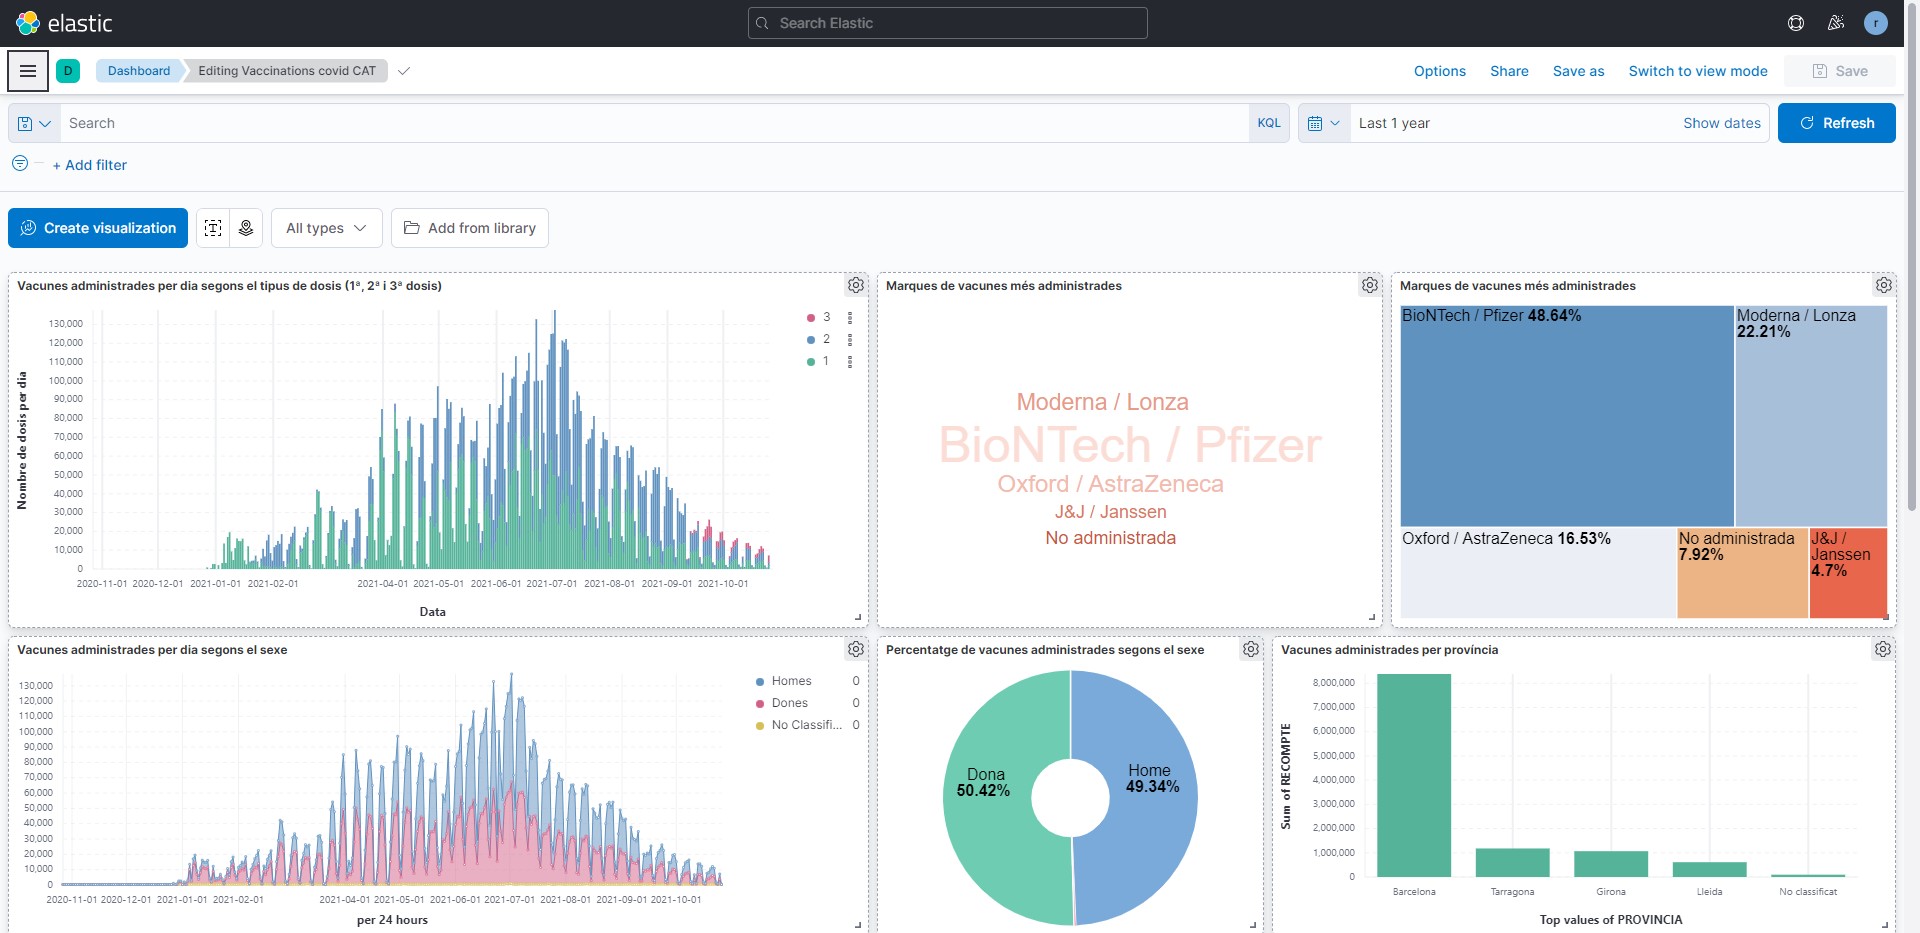 elastic
Search Elastic
r
D
Dashboard
Editing Vaccinations covid CAT
Options
Share
Save as
Switch to view mode
Save
Search
KQL
Last 1 year
Show dates
Refresh
+ Add filter
Create visualization
All types
Add from library
Vacunes administrades per dia segons el tipus de dosis (1ª, 2ª i 3ª dosis)
Nombre de dosis per dia
130,000
120,000
110,000
100,000
90,000
80,000
70,000
60,000
50,000
40,000
30,000
20,000
10,000
0
2020-11-01 2020-12-01 2021-01-01 2021-02-01 2021-04-01 2021-05-01 2021-06-01 2021-07-01 2021-08-01 2021-09-01 2021-10-01
Data
3
2
1
Marques de vacunes més administrades
Moderna / Lonza
BioNTech / Pfizer
Oxford / AstraZeneca
J&J / Janssen
No administrada
Marques de vacunes més administrades
BioNTech / Pfizer 48.64%
Moderna / Lonza
22.21%
Oxford / AstraZeneca 16.53%
No administrada
7.92%
J&J /
Janssen
4.7%
Vacunes administrades per dia segons el sexe
130,000
120,000
110,000
100,000
90,000
80,000
70,000
60,000
50,000
40,000
30,000
20,000
10,000
0
2020-11-01 2020-12-01 2021-01-01 2021-02-01 2021-04-01 2021-05-01 2021-06-01 2021-07-01 2021-08-01 2021-09-01 2021-10-01
per 24 hours
Homes 0
Dones 0
No Classifi... 0
Percentatge de vacunes administrades segons el sexe
Dona
50.42%
Home
49.34%
Vacunes administrades per província
Sum of RECOMPTE
8,000,000
7,000,000
6,000,000
5,000,000
4,000,000
3,000,000
2,000,000
1,000,000
0
Barcelona
Tarragona
Girona
Lleida
No classificat
Top values of PROVINCIA